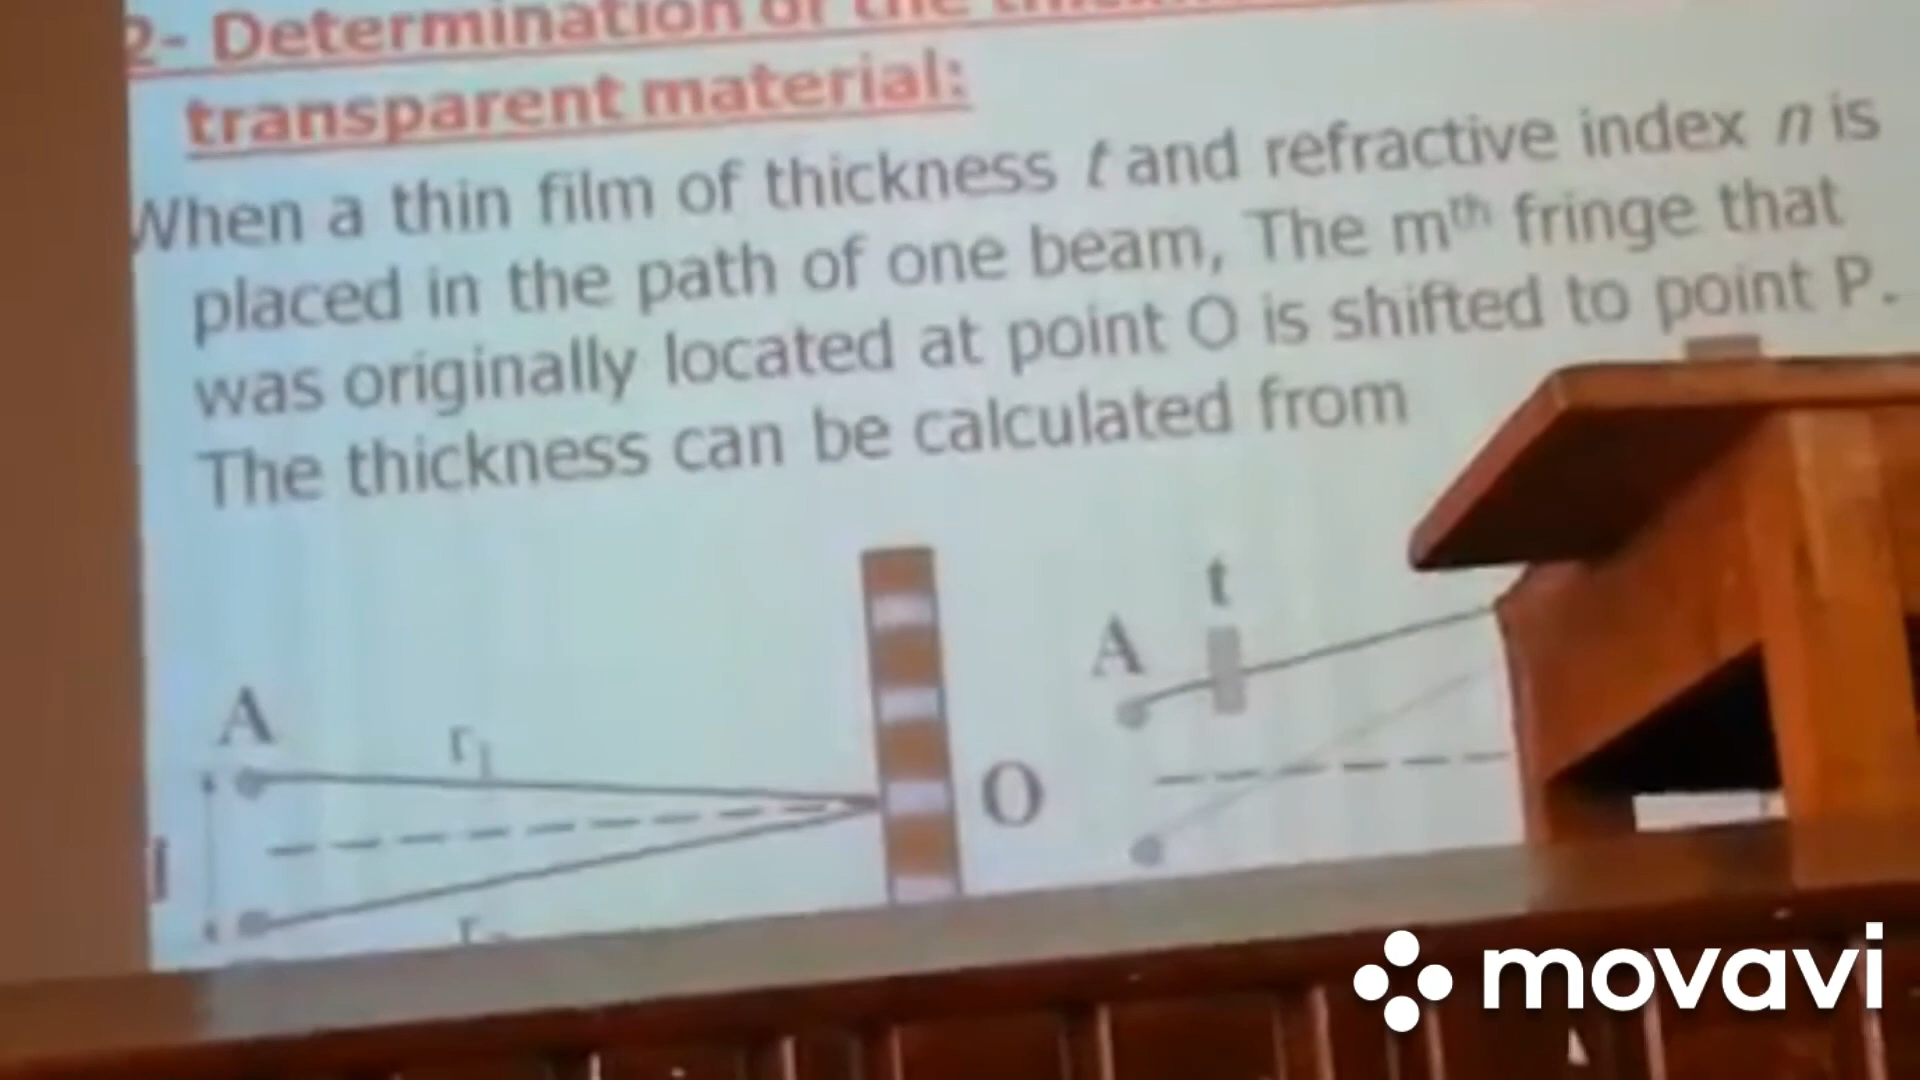 2- Determination of the
transparent material:
When a thin film of thickness t and refractive index n is
placed in the path of one beam, The mth fringe that
was originally located at point O is shifted to point P.
The thickness can be calculated from
t
A
A
r1
O
movavi